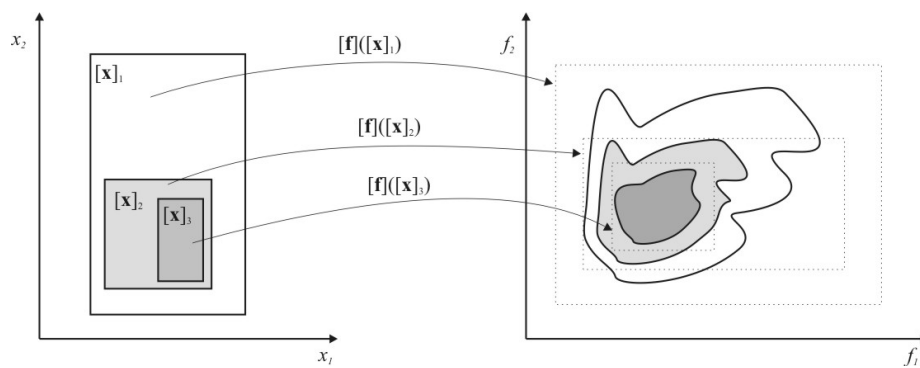 x₂
[x]₁
[x]₂
[x]₃
x₁
[f]([x]₁)
[f]([x]₂)
[f]([x]₃)
f₂
f₁